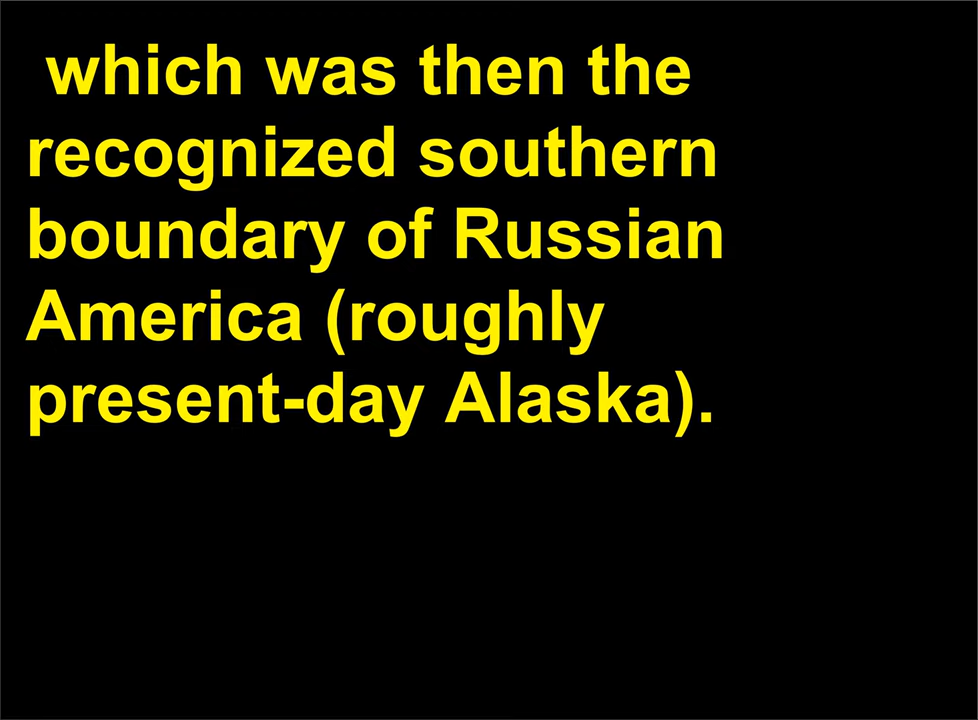 which was then the
recognized southern
boundary of Russian
America (roughly
present-day Alaska).